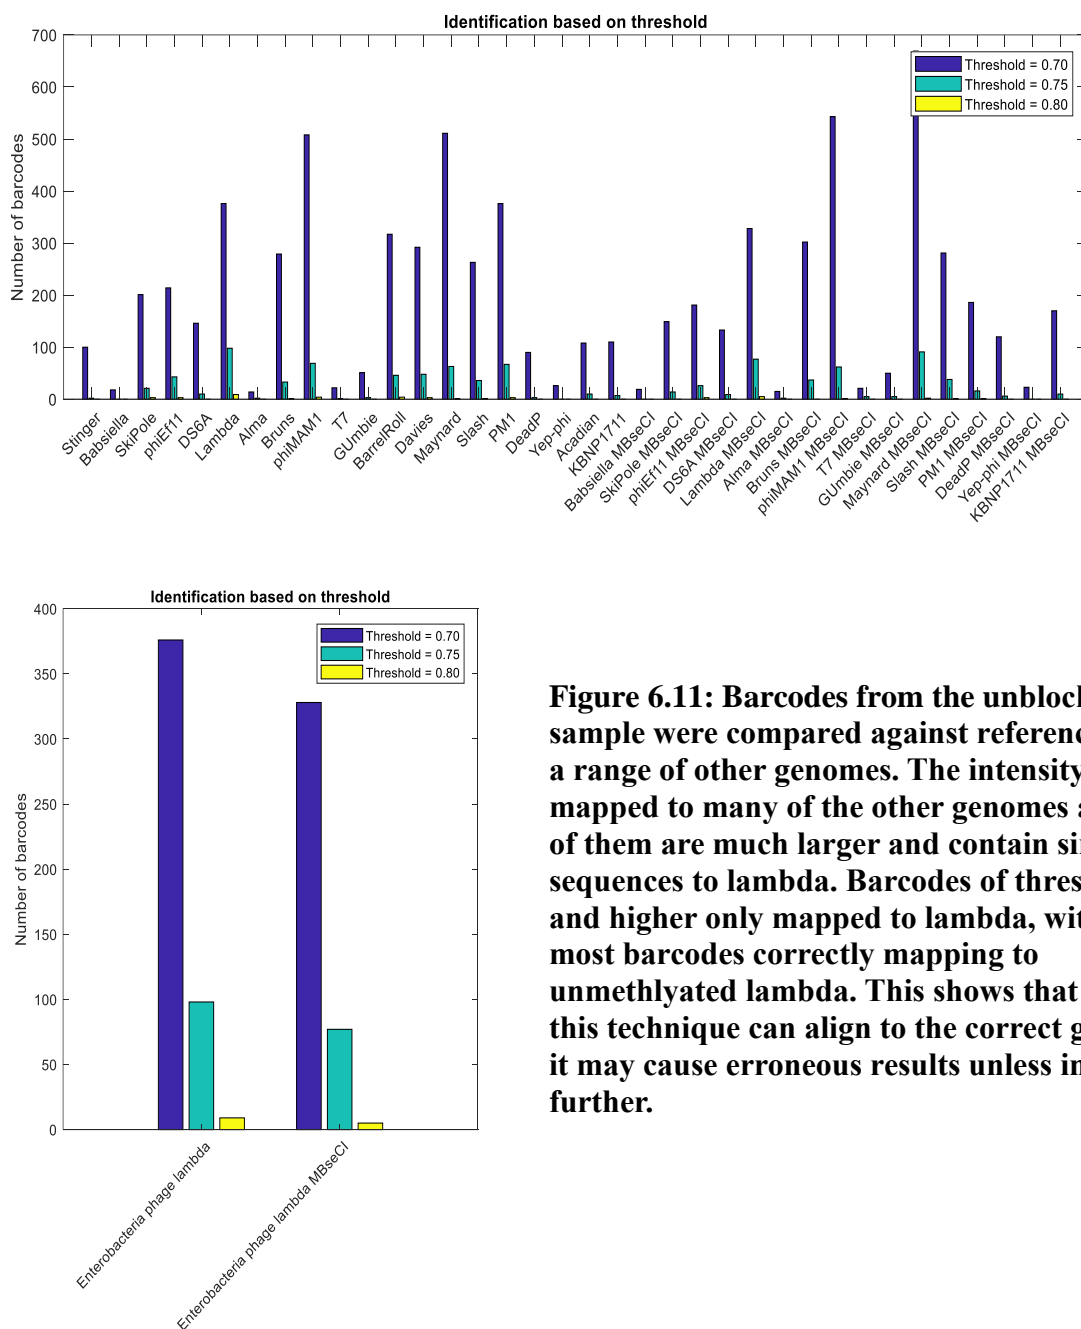 Identification based on threshold
700
600
500
400
300
200
100
0
Number of barcodes
Threshold = 0.70
Threshold = 0.75
Threshold = 0.80
Stinger
Babsiella
SkiPole
phiEf11
DS6A
Lambda
Alma
Bruns
phiMAM1
T7
GUmbie
BarrelRoll
Davies
Maynard
Slash
PM1
DeadP
Yep-phi
Acadian
KBNP1711
Babsiella MBseCI
SkiPole MBseCI
phiEf11 MBseCI
DS6A MBseCI
Lambda MBseCI
Alma MBseCI
Bruns MBseCI
phiMAM1 MBseCI
T7 MBseCI
GUmbie MBseCI
Maynard MBseCI
Slash MBseCI
PM1 MBseCI
DeadP MBseCI
Yep-phi MBseCI
KBNP1711 MBseCI
Identification based on threshold
400
350
300
250
200
150
100
50
0
Number of barcodes
Threshold = 0.70
Threshold = 0.75
Threshold = 0.80
Enterobacteria phage lambda
Enterobacteria phage lambda MBseCI
Figure 6.11: Barcodes from the
sample were compared against
a range of other genomes. The intensity
mapped to many of the other genomes
of them are much larger and contain
sequences to lambda. Barcodes of
and higher only mapped to lambda,
most barcodes correctly mapping to
unmethlyated lambda. This shows that
this technique can align to the correct
it may cause erroneous results unless
further.